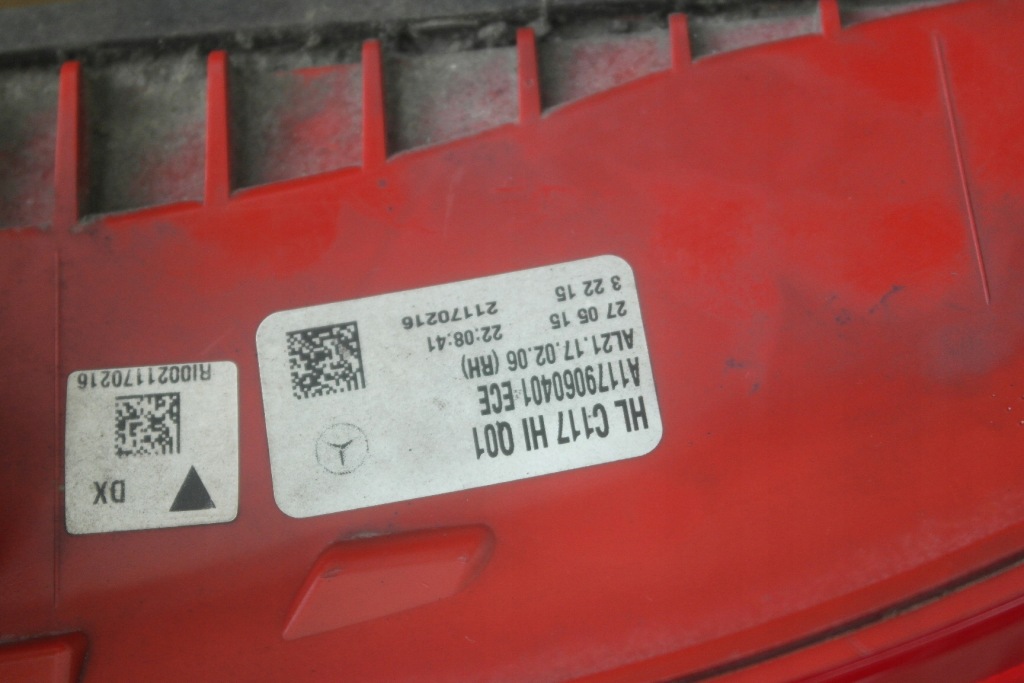 HL C117 HI Q01
A1179060401-ECE
AL21.17.02.06 (RH)
27 05 15 22:08:41
3 22 15 21170216
DX
RI0021170216